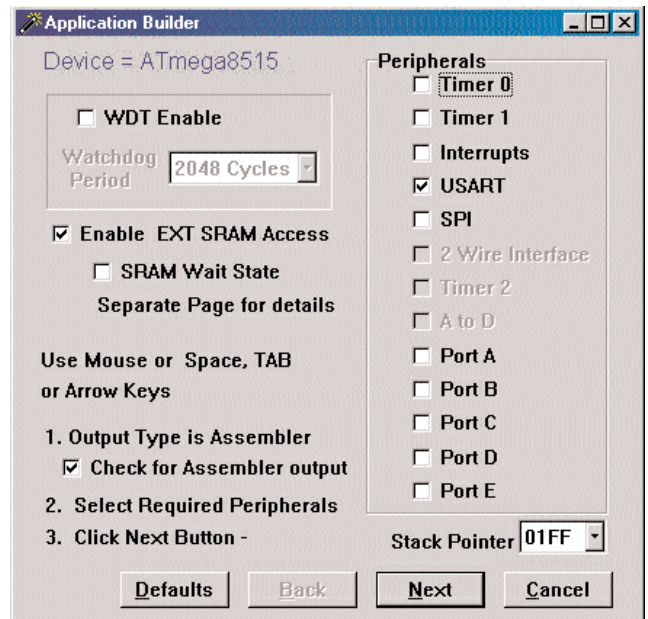 Application Builder
Device = ATmega8515
WDT Enable
Watchdog
Period
2048 Cycles
Enable EXT SRAM Access
SRAM Wait State
Separate Page for details
Use Mouse or Space, TAB
or Arrow Keys
1. Output Type is Assembler
Check for Assembler output
2. Select Required Peripherals
3. Click Next Button -
Peripherals
Timer 0
Timer 1
Interrupts
USART
SPI
2 Wire Interface
Timer 2
A to D
Port A
Port B
Port C
Port D
Port E
Stack Pointer 01FF
Defaults
Back
Next
Cancel